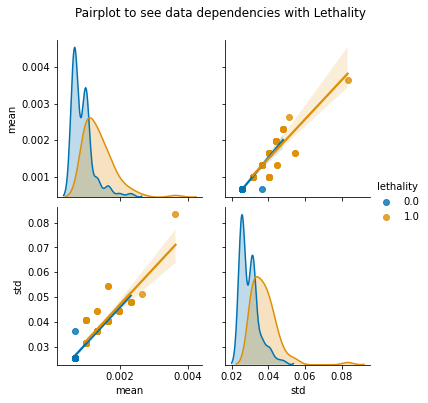 Pairplot to see data dependencies with Lethality
0.004
0.003
0.002
0.001
mean
lethality
0.0
1.0
0.08
0.07
0.06
0.05
0.04
0.03
std
0.002 0.004
mean
0.02 0.04 0.06 0.08
std